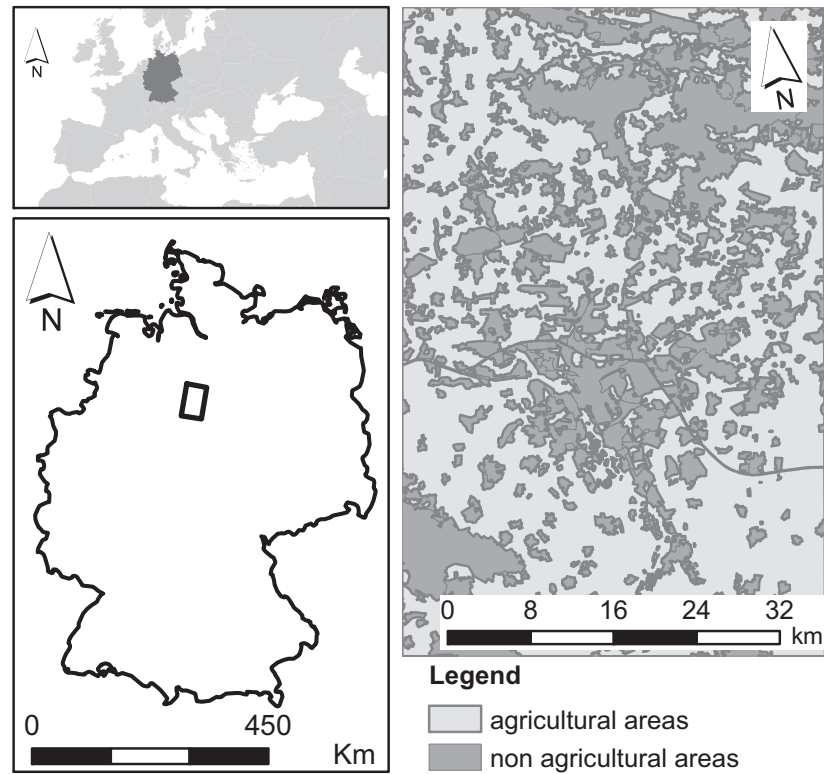 N
N
0 450
Km
N
0 8 16 24 32
km
Legend
agricultural areas
non agricultural areas